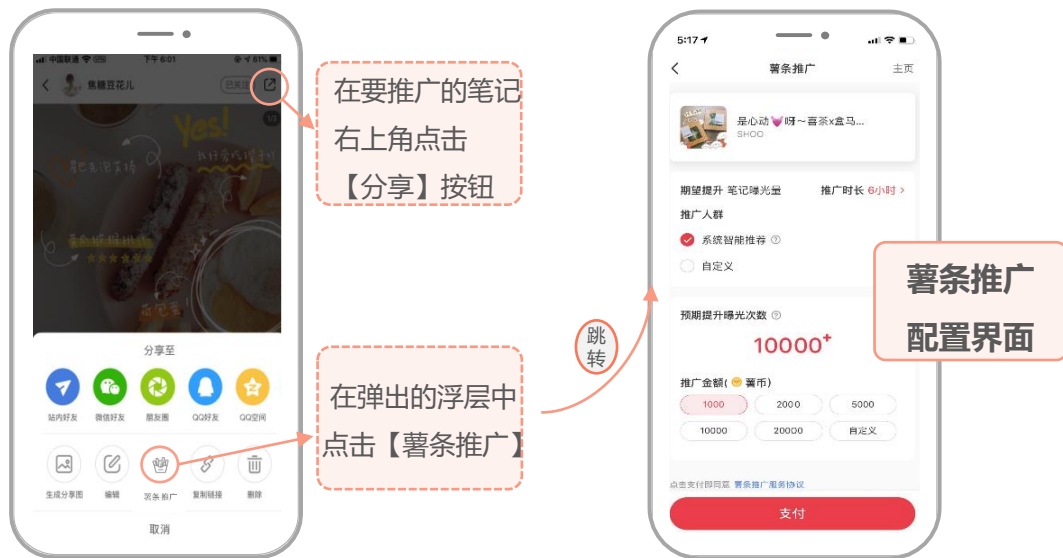 中国联通
下午 6:01
61%
焦糖豆花儿
已关注
1/3
Yes!
分享至
站内好友
微信好友
朋友圈
QQ好友
QQ空间
生成分享图
编辑
薯条推广
复制链接
删除
取消
在要推广的笔记
右上角点击
【分享】按钮
在弹出的浮层中
点击【薯条推广】
跳
转
5:17
薯条推广
主页
是心动💓呀～喜茶x盒马...
SHOO
期望提升 笔记曝光量
推广时长 6小时 >
推广人群
系统智能推荐 ?
自定义
预期提升曝光次数 ?
10000+
推广金额( 薯币)
1000
2000
5000
10000
20000
自定义
点击支付即同意 薯条推广服务协议
支付
薯条推广
配置界面